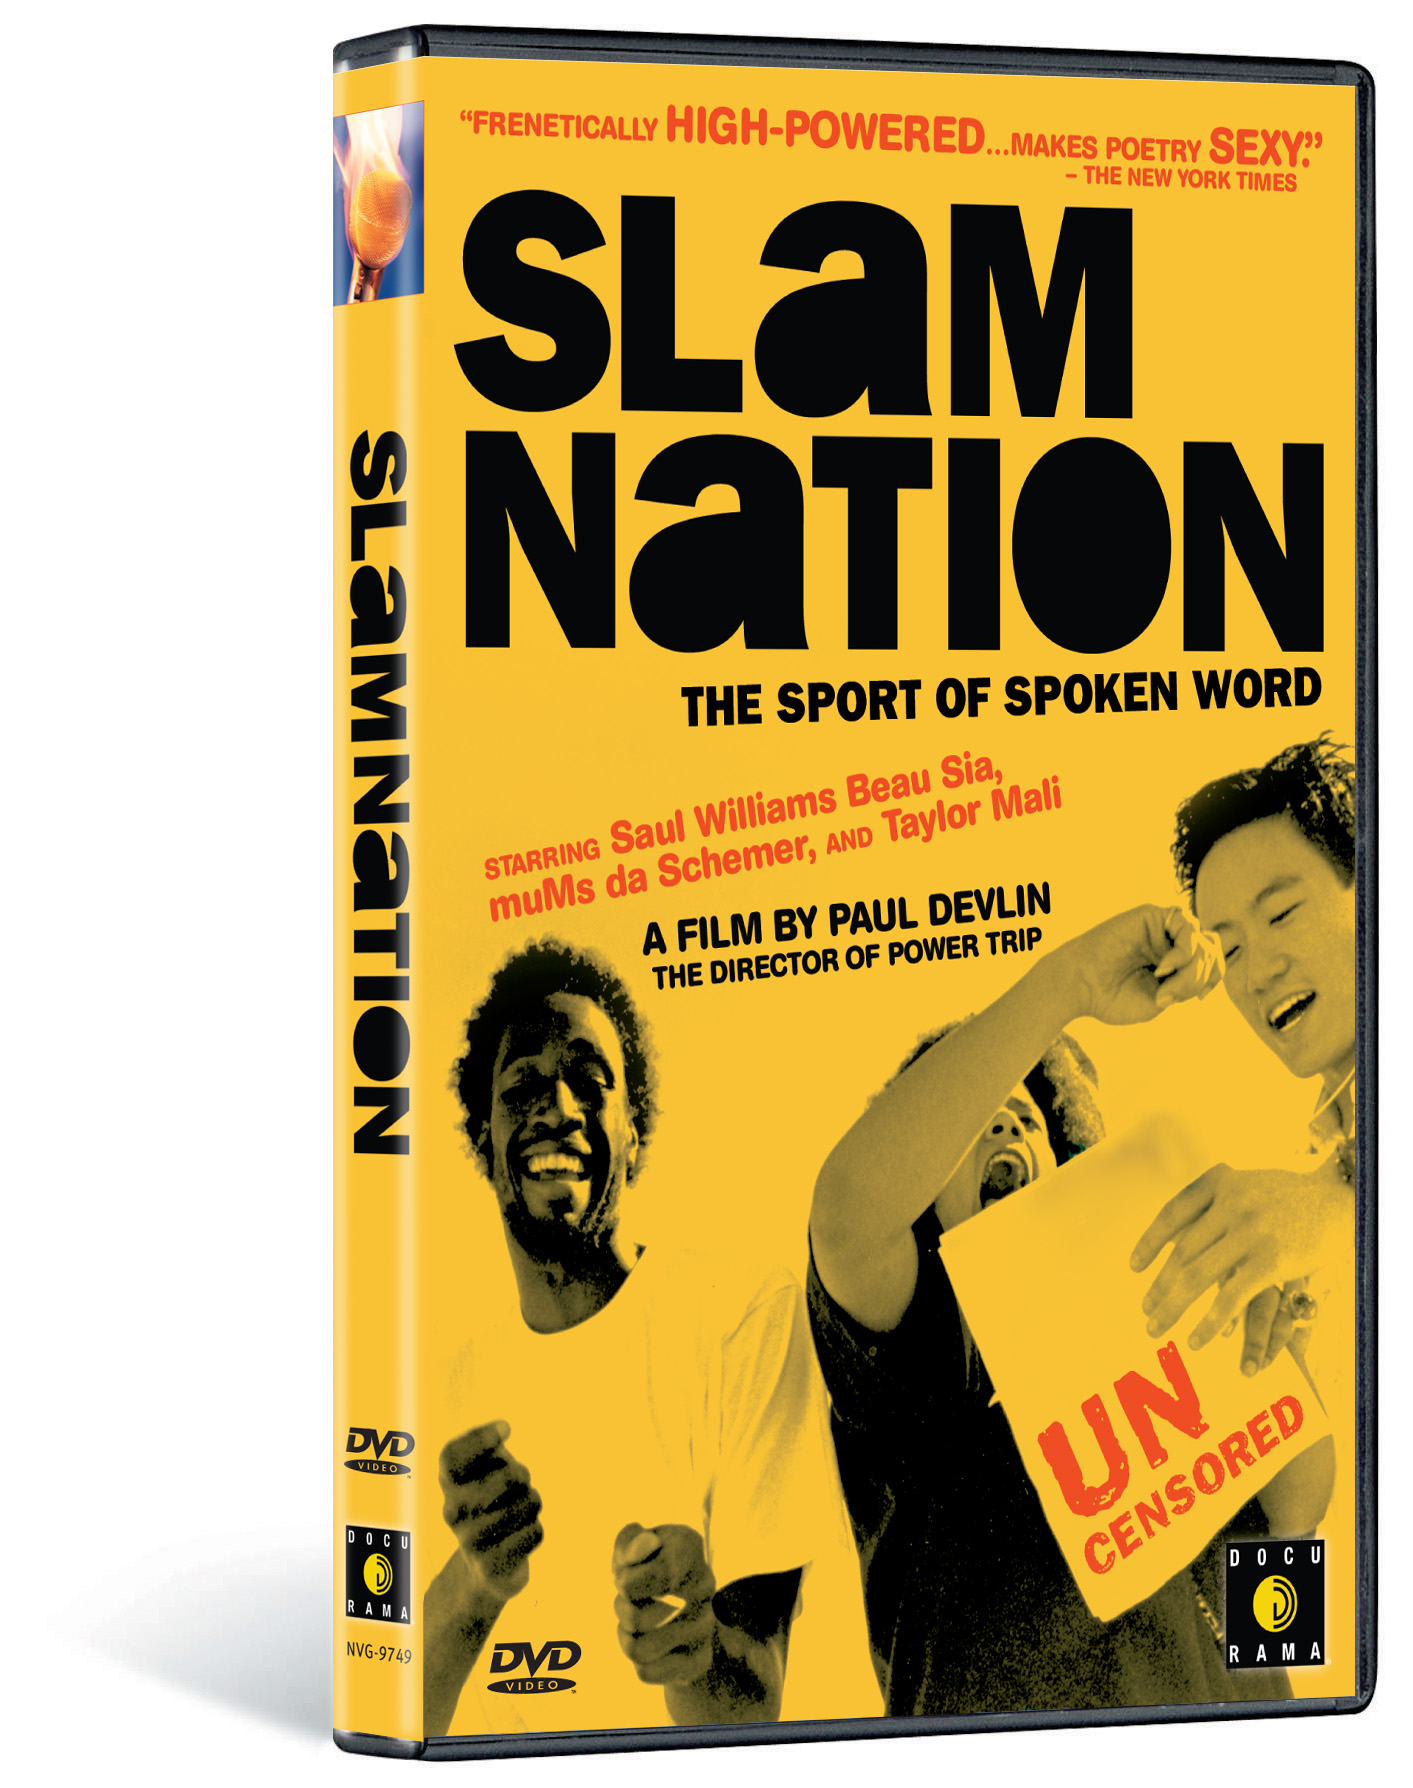 “FRENETICALLY HIGH-POWERED...MAKES POETRY SEXY.”
– THE NEW YORK TIMES
SLaM
NaTION
THE SPORT OF SPOKEN WORD
STARRING Saul Williams Beau Sia,
muMs da Schemer, AND Taylor Mali
A FILM BY PAUL DEVLIN
THE DIRECTOR OF POWER TRIP
UN
CENSORED
DVD
VIDEO
DOCU
RAMA
SLaMNaTION
DVD
VIDEO
DOCU
RAMA
NVG-9749